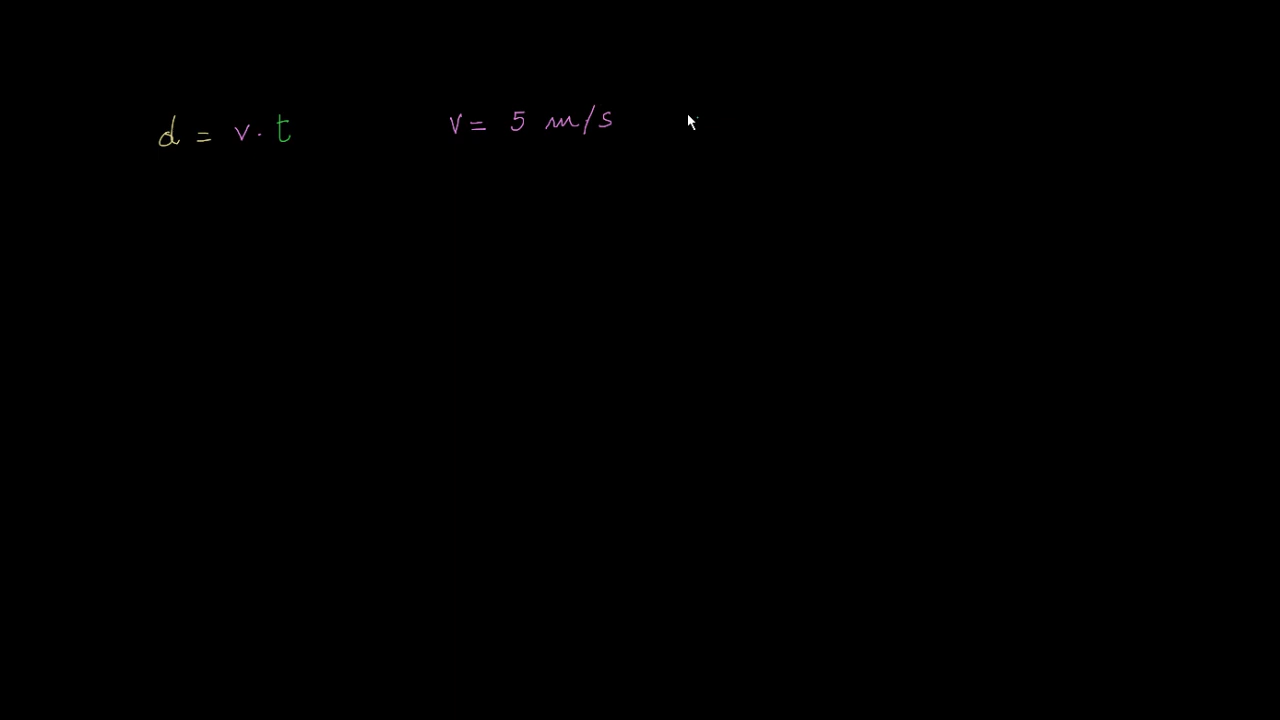 d = v · t v = 5 m/s